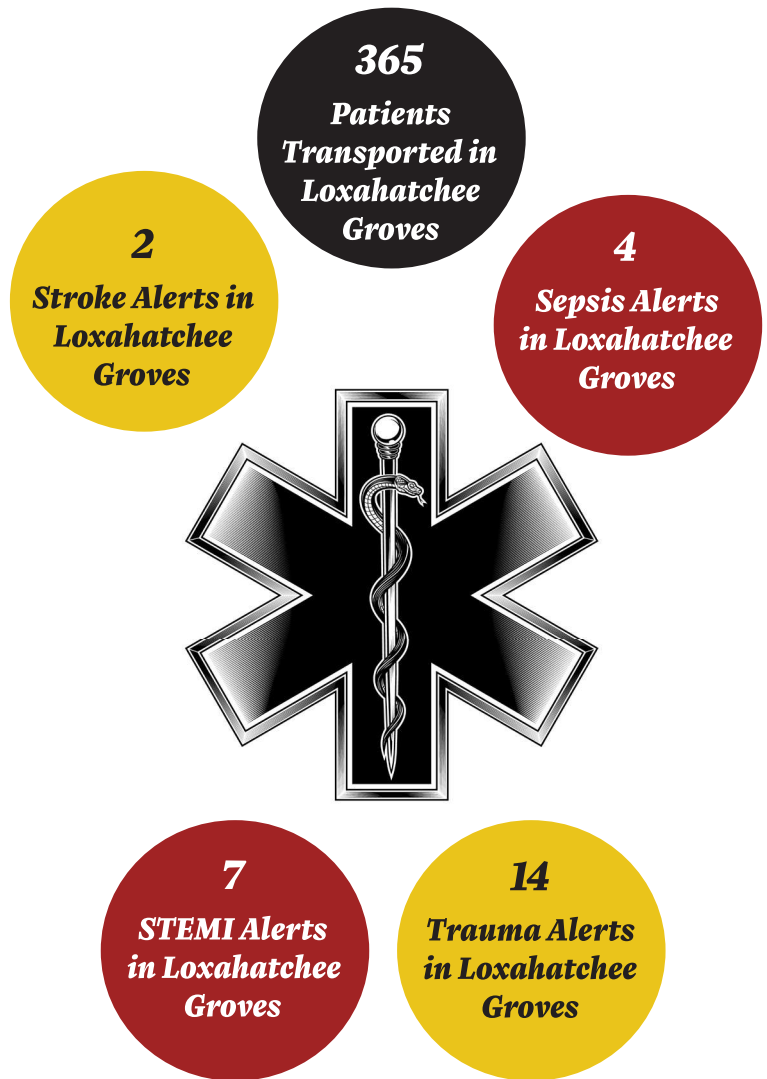 365
Patients
Transported in
Loxahatchee
Groves
2
Stroke Alerts in
Loxahatchee
Groves
4
Sepsis Alerts
in Loxahatchee
Groves
7
STEMI Alerts
in Loxahatchee
Groves
14
Trauma Alerts
in Loxahatchee
Groves